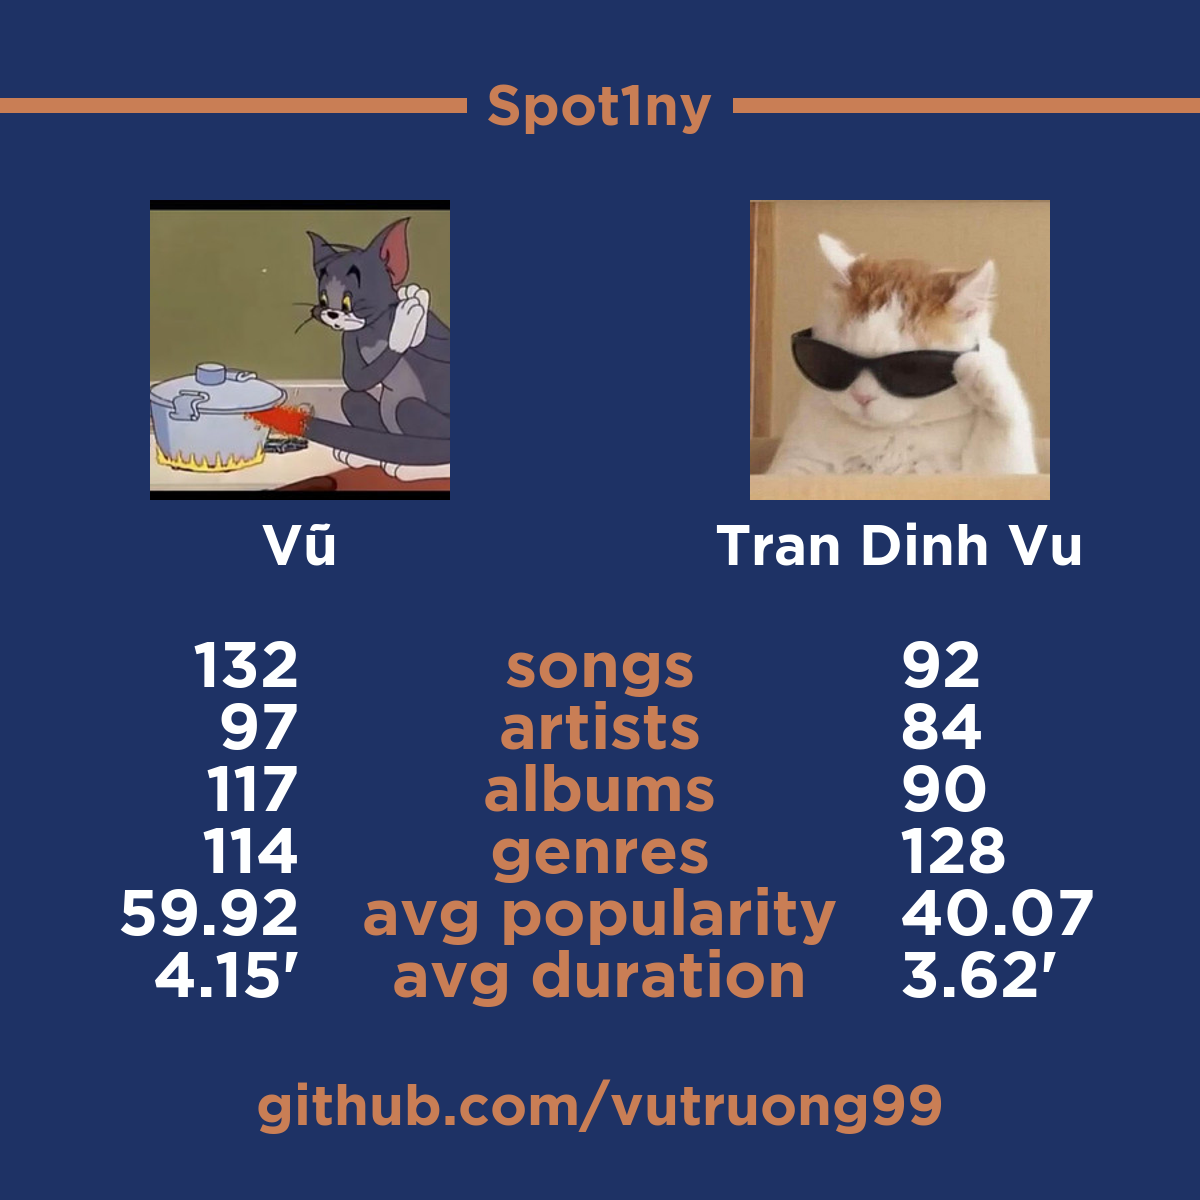 Spot1ny
Vũ Tran Dinh Vu
132 songs 92
97 artists 84
117 albums 90
114 genres 128
59.92 avg popularity 40.07
4.15' avg duration 3.62'
github.com/vutruong99